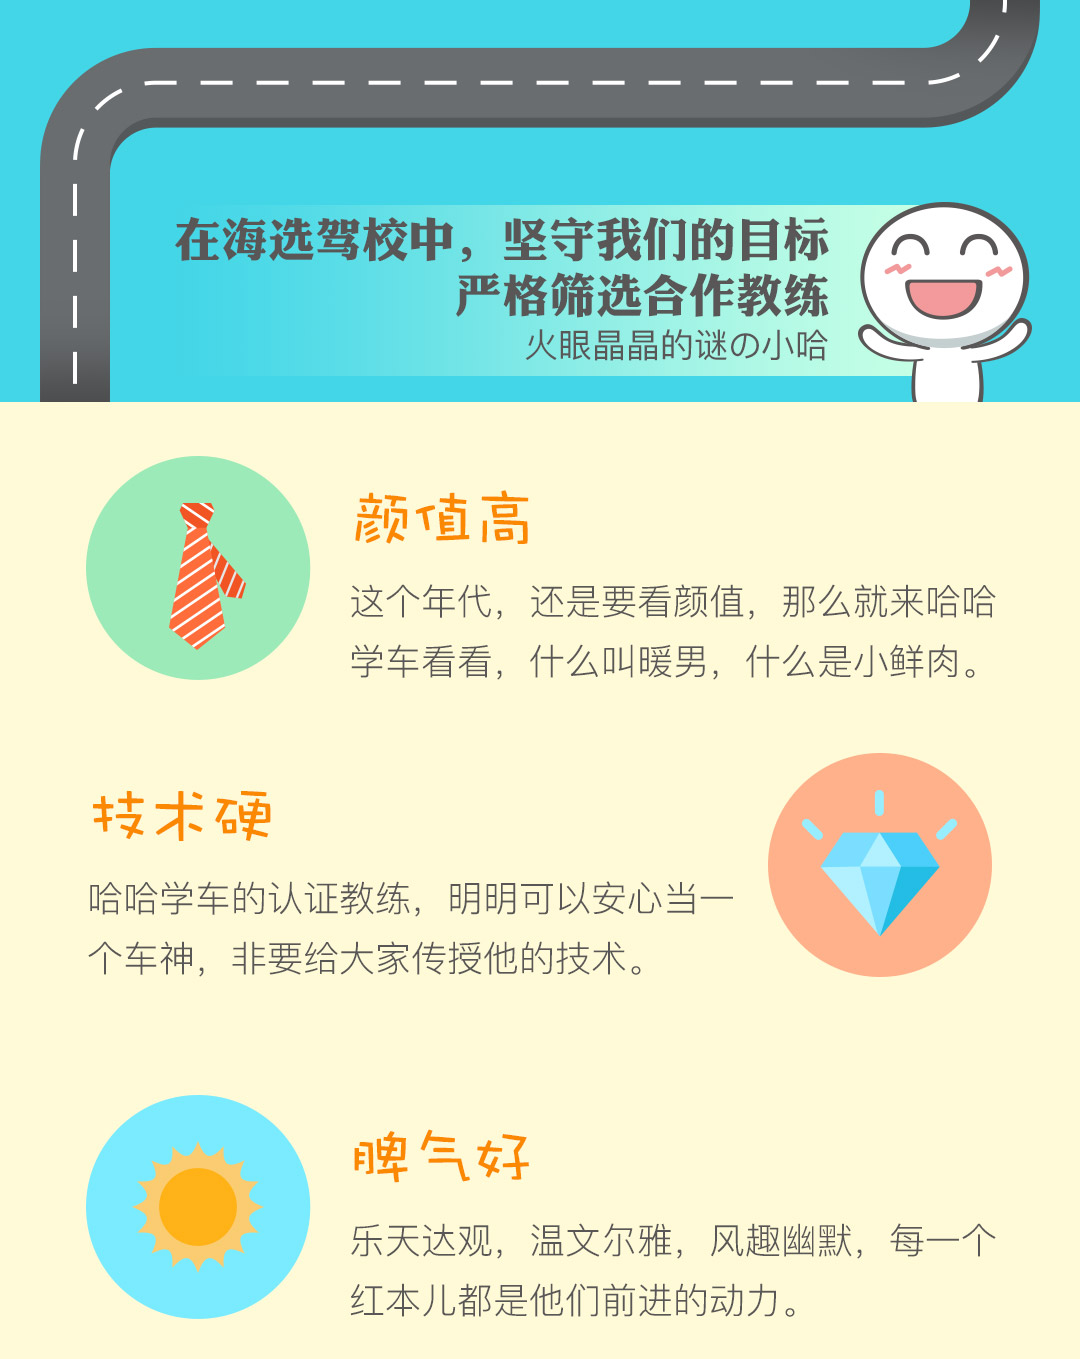 在海选驾校中，坚守我们的目标
严格筛选合作教练
火眼晶晶的谜の小哈
颜值高
这个年代，还是要看颜值，那么就来哈哈
学车看看，什么叫暖男，什么是小鲜肉。
技术硬
哈哈学车的认证教练，明明可以安心当一
个车神，非要给大家传授他的技术。
脾气好
乐天达观，温文尔雅，风趣幽默，每一个
红本儿都是他们前进的动力。